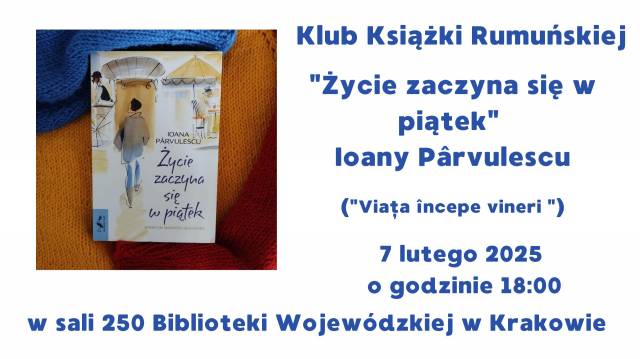 Klub Książki Rumuńskiej
"Życie zaczyna się w
piątek"
Ioany Pârvulescu
("Viața începe vineri ")
7 lutego 2025
o godzinie 18:00
w sali 250 Biblioteki Wojewódzkiej w Krakowie
IOANA
PÂRVULESCU
Życie
zaczyna
się
w piątek